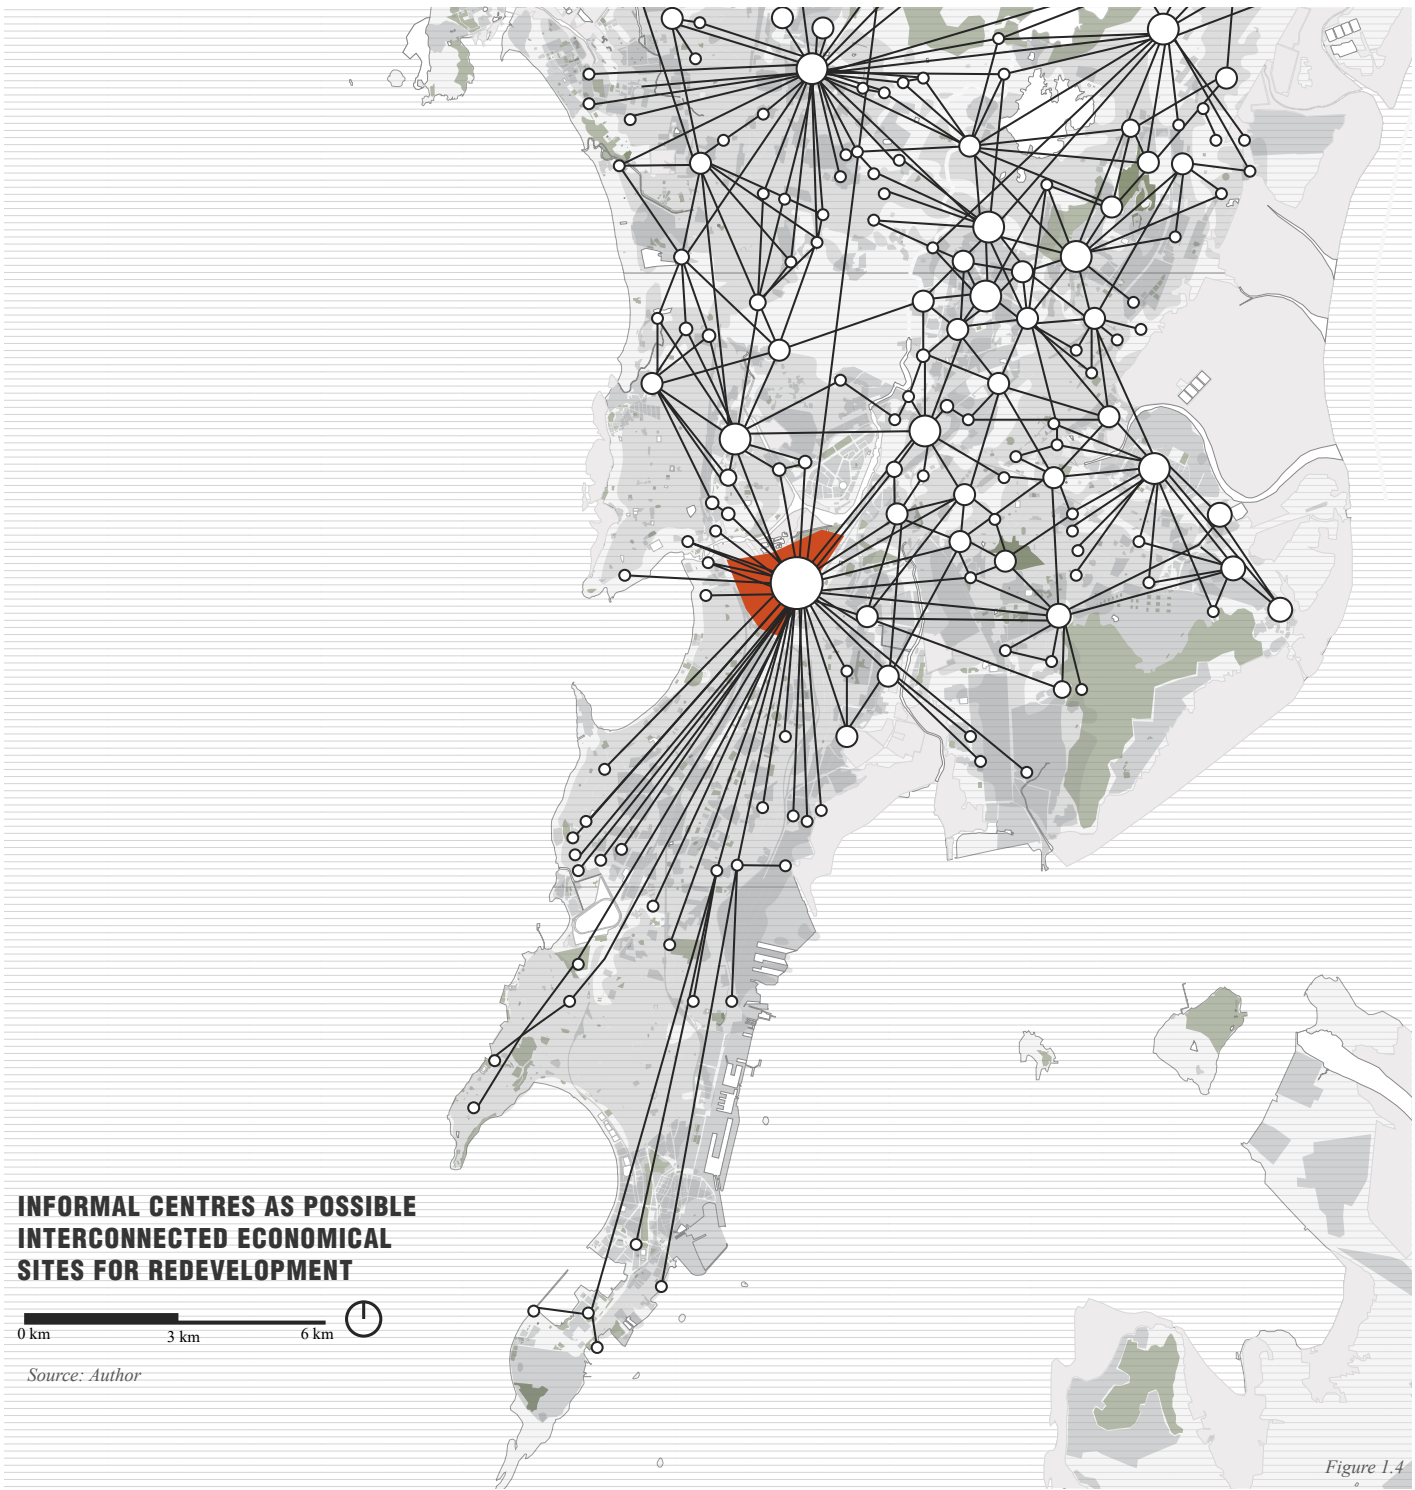 INFORMAL CENTRES AS POSSIBLE
INTERCONNECTED ECONOMICAL
SITES FOR REDEVELOPMENT
0 km 3 km 6 km
Source: Author
Figure 1.4